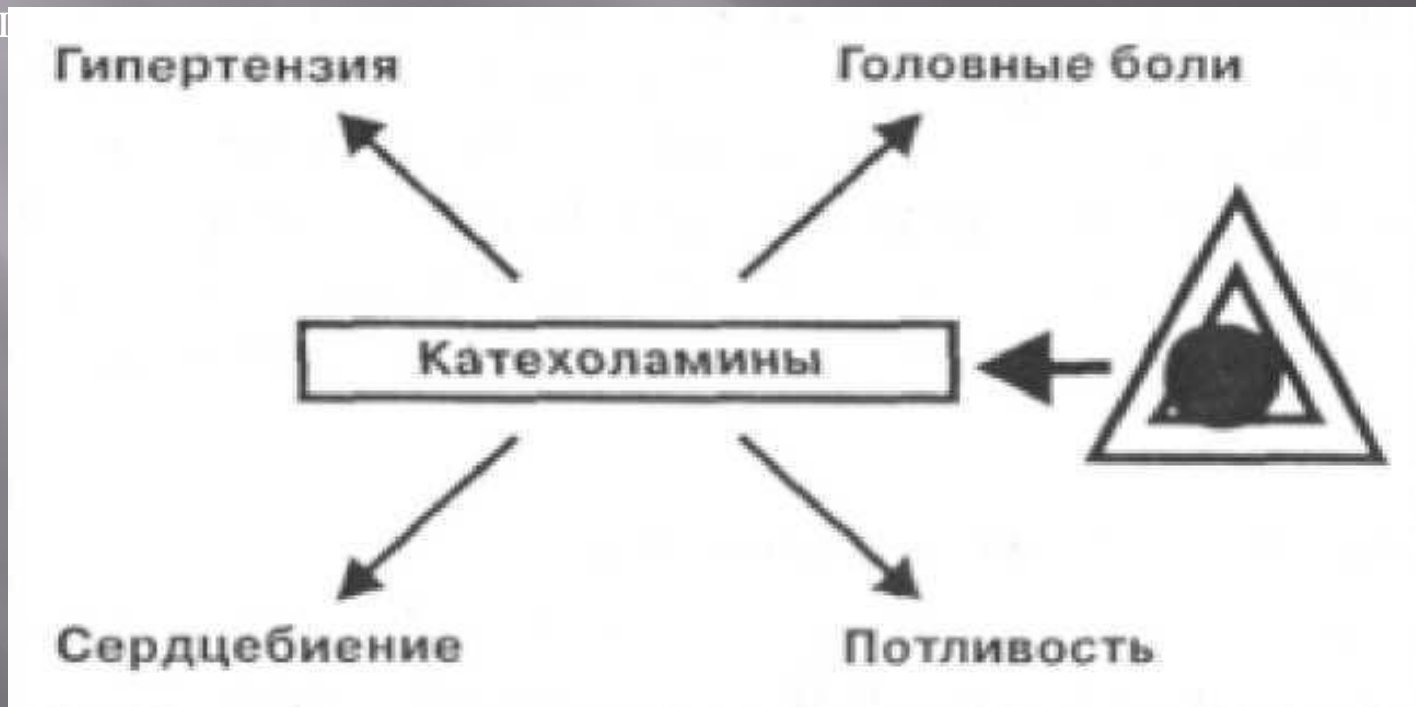 Гипертензия
Головные боли
Катехоламины
Сердцебиение
Потливость